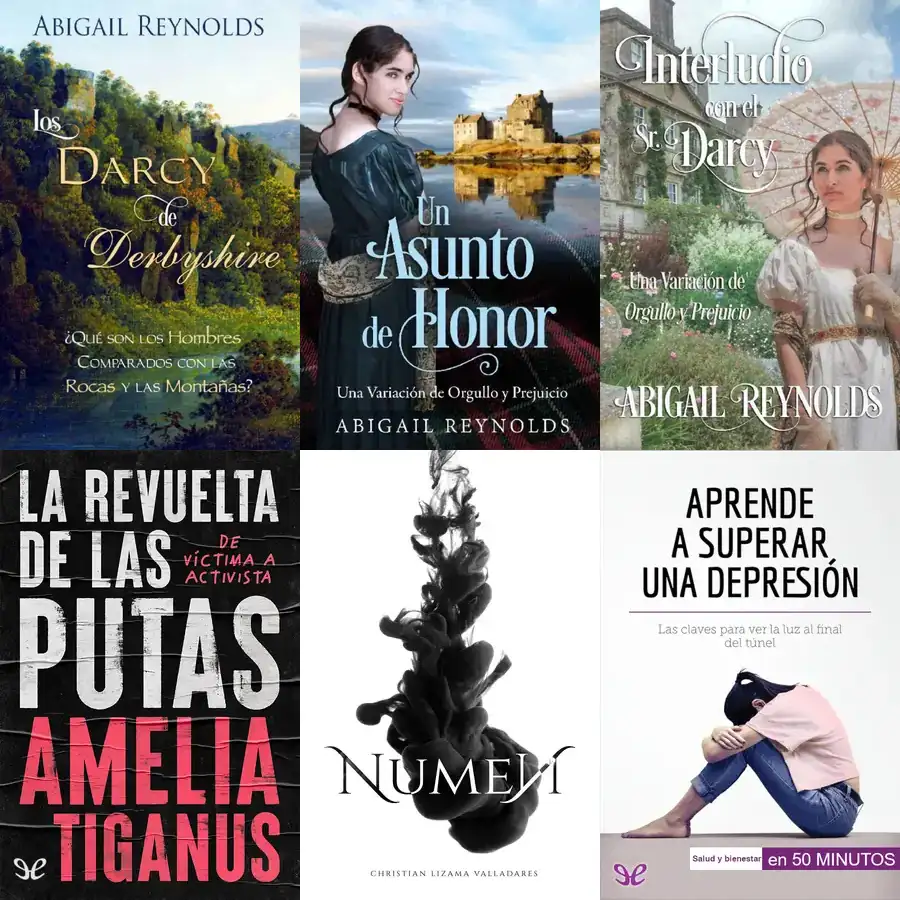 ABIGAIL REYNOLDS
Los
DARCY
de
Derbyshire
¿QUÉ SON LOS HOMBRES
COMPARADOS CON LAS
ROCAS Y LAS MONTAÑAS?
Un
Asunto
de Honor
Una Variación de Orgullo y Prejuicio
ABIGAIL REYNOLDS
Interludio
con el
Sr. Darcy
Una Variación de
Orgullo y Prejuicio
ABIGAIL REYNOLDS
LA REVUELTA
DE LAS
DE
VÍCTIMA A
ACTIVISTA
PUTAS
AMELIA
TIGANUS
NUMEN
CHRISTIAN LIZAMA VALLADARES
APRENDE
A SUPERAR
UNA DEPRESIÓN
Las claves para ver la luz al final
del túnel
Salud y bienestar en 50 MINUTOS